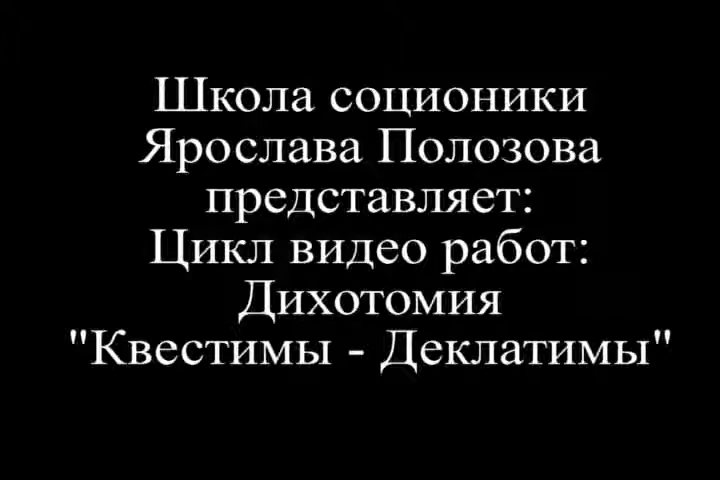 Школа соционики
Ярослава Полозова
представляет:
Цикл видео работ:
Дихотомия
"Квестимы - Деклатимы"